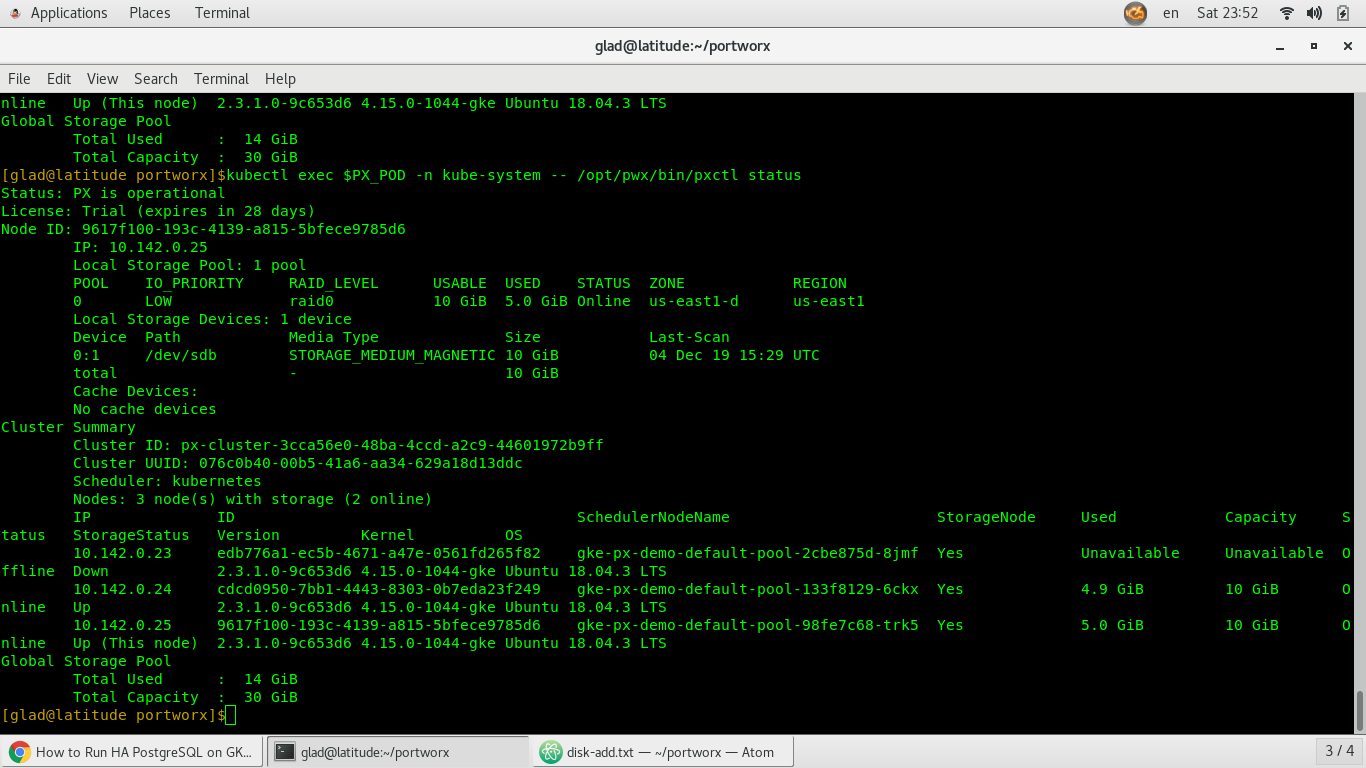 Applications Places Terminal en Sat 23:52
glad@latitude:~/portworx
File Edit View Search Terminal Help
nline   Up (This node)  2.3.1.0-9c653d6 4.15.0-1044-gke Ubuntu 18.04.3 LTS
Global Storage Pool
        Total Used      :  14 GiB
        Total Capacity  :  30 GiB
[glad@latitude portworx]$kubectl exec $PX_POD -n kube-system -- /opt/pwx/bin/pxctl status
Status: PX is operational
License: Trial (expires in 28 days)
Node ID: 9617f100-193c-4139-a815-5bfece9785d6
        IP: 10.142.0.25
        Local Storage Pool: 1 pool
        POOL    IO_PRIORITY     RAID_LEVEL      USABLE  USED    STATUS  ZONE            REGION
        0       LOW             raid0           10 GiB  5.0 GiB Online  us-east1-d      us-east1
        Local Storage Devices: 1 device
        Device  Path            Media Type              Size            Last-Scan
        0:1     /dev/sdb        STORAGE_MEDIUM_MAGNETIC 10 GiB          04 Dec 19 15:29 UTC
        total                   -                       10 GiB
        Cache Devices:
        No cache devices
Cluster Summary
        Cluster ID: px-cluster-3cca56e0-48ba-4ccd-a2c9-44601972b9ff
        Cluster UUID: 076c0b40-00b5-41a6-aa34-629a18d13ddc
        Scheduler: kubernetes
        Nodes: 3 node(s) with storage (2 online)
        IP              ID                                      SchedulerNodeName                       StorageNode     Used            Capacity     S
tatus   StorageStatus   Version         Kernel          OS
        10.142.0.23     edb776a1-ec5b-4671-a47e-0561fd265f82    gke-px-demo-default-pool-2cbe875d-8jmf  Yes             Unavailable     Unavailable  O
ffline  Down            2.3.1.0-9c653d6 4.15.0-1044-gke Ubuntu 18.04.3 LTS
        10.142.0.24     cdcd0950-7bb1-4443-8303-0b7eda23f249    gke-px-demo-default-pool-133f8129-6ckx  Yes             4.9 GiB         10 GiB       O
nline   Up              2.3.1.0-9c653d6 4.15.0-1044-gke Ubuntu 18.04.3 LTS
        10.142.0.25     9617f100-193c-4139-a815-5bfece9785d6    gke-px-demo-default-pool-98fe7c68-trk5  Yes             5.0 GiB         10 GiB       O
nline   Up (This node)  2.3.1.0-9c653d6 4.15.0-1044-gke Ubuntu 18.04.3 LTS
Global Storage Pool
        Total Used      :  14 GiB
        Total Capacity  :  30 GiB
[glad@latitude portworx]$
How to Run HA PostgreSQL on GK... glad@latitude:~/portworx disk-add.txt — ~/portworx — Atom 3 / 4